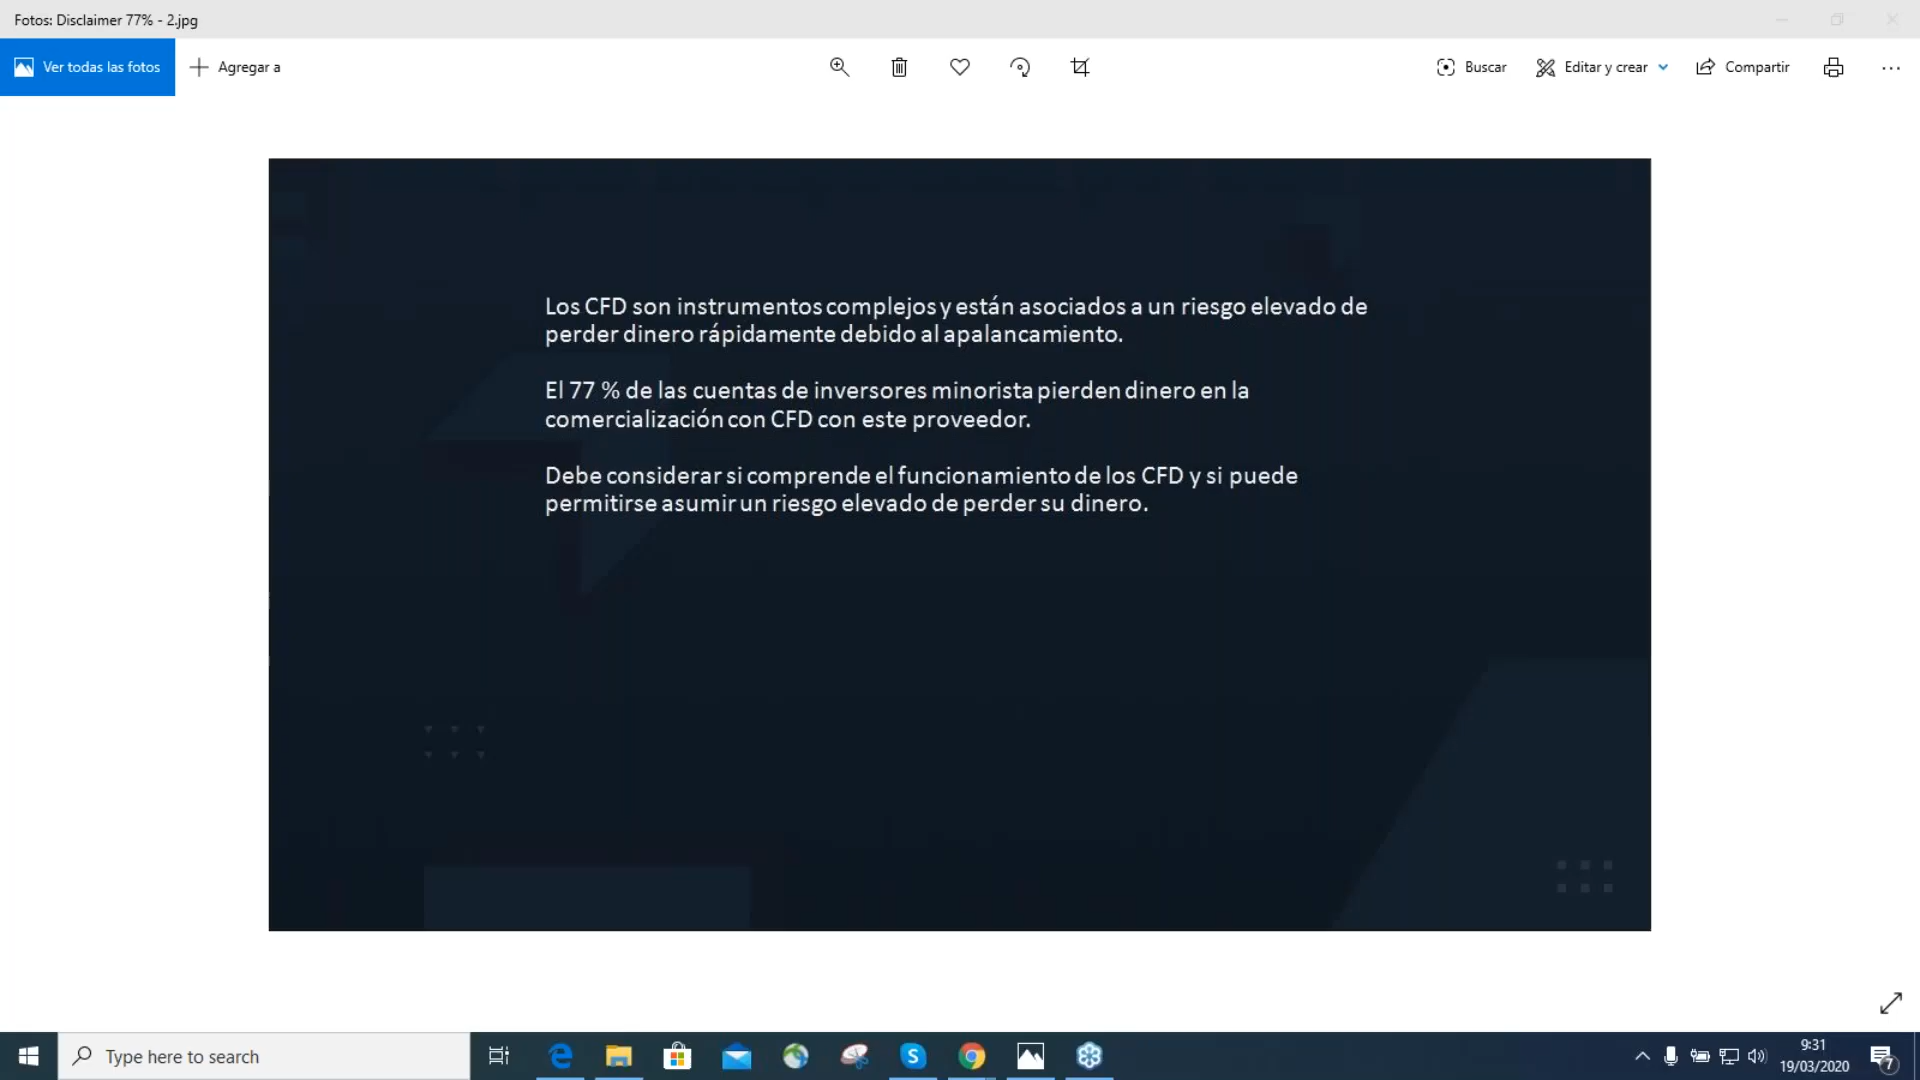 Fotos: Disclaimer 77% - 2.jpg
Ver todas las fotos
Agregar a
Buscar
Editar y crear
Compartir
Los CFD son instrumentos complejos y están asociados a un riesgo elevado de
perder dinero rápidamente debido al apalancamiento.
El 77 % de las cuentas de inversores minorista pierden dinero en la
comercialización con CFD con este proveedor.
Debe considerar si comprende el funcionamiento de los CFD y si puede
permitirse asumir un riesgo elevado de perder su dinero.
Type here to search
9:31
19/03/2020
7